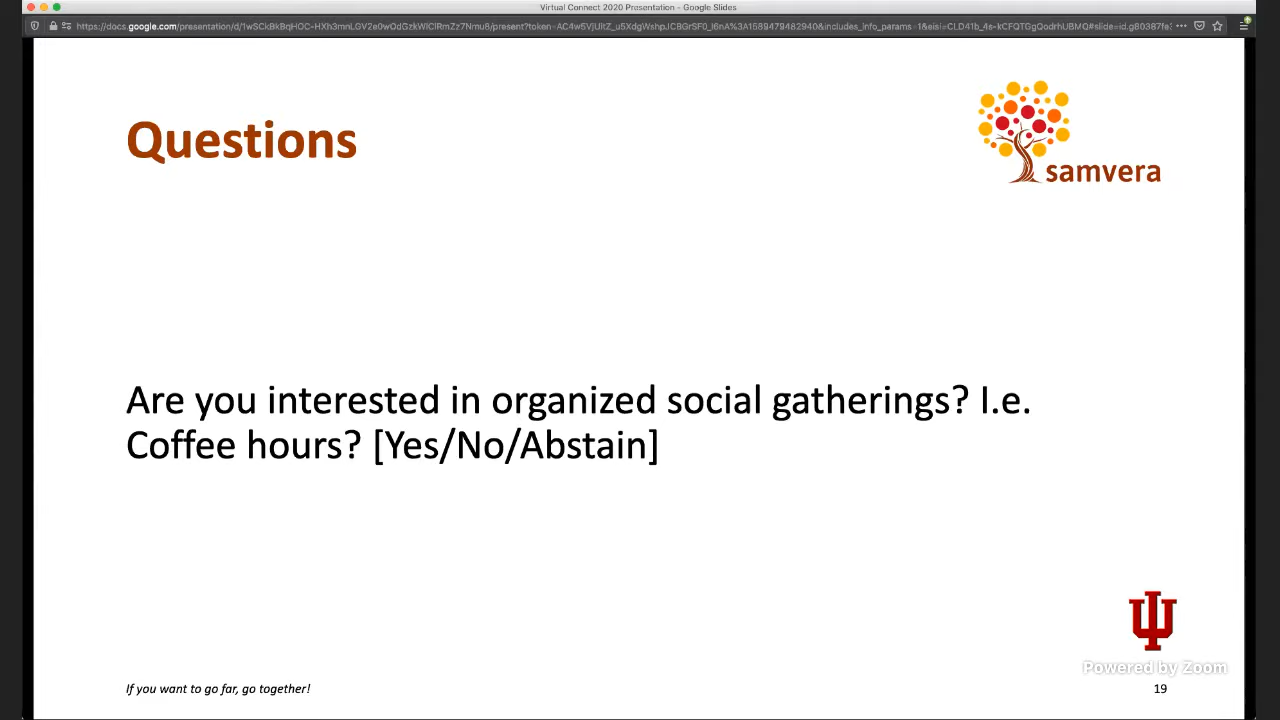 Virtual Connect 2020 Presentation - Google Slides
Questions
samvera
Are you interested in organized social gatherings? I.e.
Coffee hours? [Yes/No/Abstain]
Powered by Zoom
If you want to go far, go together!
19